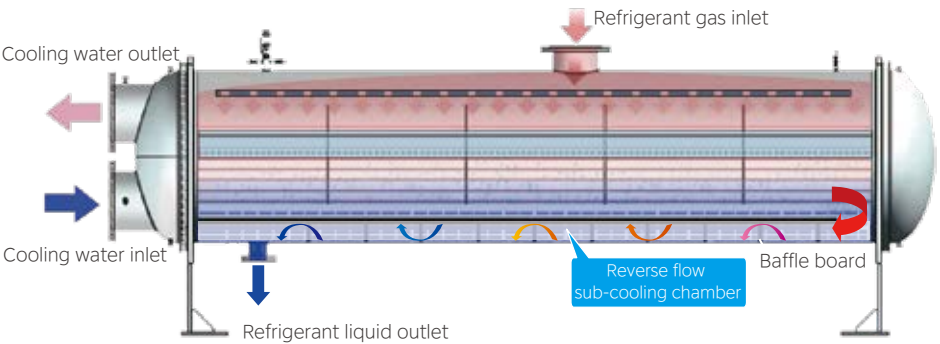 Refrigerant gas inlet
Cooling water outlet
Cooling water inlet
Baffle board
Reverse flow
sub-cooling chamber
Refrigerant liquid outlet